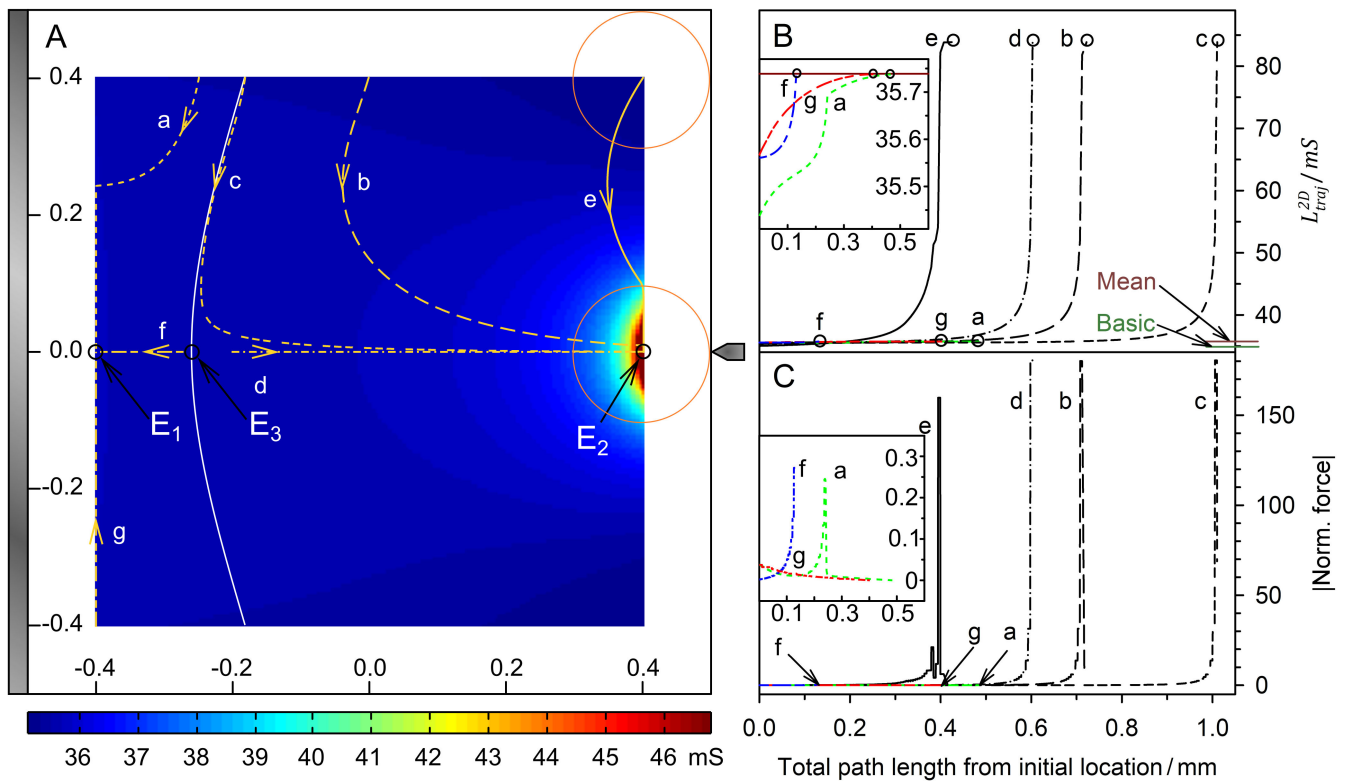 A
0.4
0.2
0.0
-0.2
-0.4
-0.4
-0.2
0.0
0.2
0.4
a
c
b
e
f
d
g
E₁
E₃
E₂
36 37 38 39 40 41 42 43 44 45 46 mS
B
e
d
b
c
f
g
a
35.7
35.6
35.5
0.1 0.3 0.5
80
70
60
50
40
L²ᴰtraj / mS
Mean
Basic
f
g
a
C
e
d
b
c
f
a
g
0.3
0.2
0.1
0
0.1 0.3 0.5
f
g
a
150
100
50
0
|Norm. force|
0.0 0.2 0.4 0.6 0.8 1.0
Total path length from initial location / mm